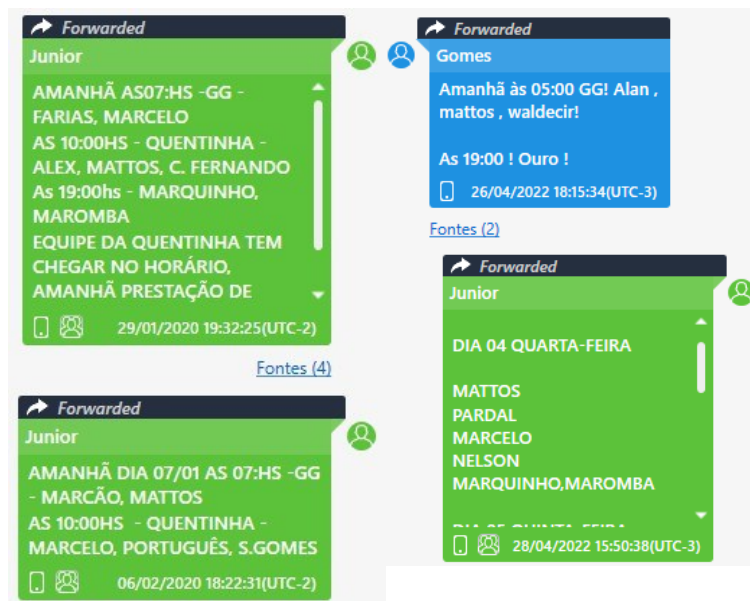 Forwarded
Junior
AMANHÃ AS07:HS -GG -
FARIAS, MARCELO
AS 10:00HS - QUENTINHA -
ALEX, MATTOS, C. FERNANDO
As 19:00hs - MARQUINHO,
MAROMBA
EQUIPE DA QUENTINHA TEM
CHEGAR NO HORÁRIO,
AMANHÃ PRESTAÇÃO DE
29/01/2020 19:32:25(UTC-2)
Fontes (4)
Forwarded
Junior
AMANHÃ DIA 07/01 AS 07:HS -GG
- MARCÃO, MATTOS
AS 10:00HS - QUENTINHA -
MARCELO, PORTUGUÊS, S.GOMES
06/02/2020 18:22:31(UTC-2)
Forwarded
Gomes
Amanhã às 05:00 GG! Alan ,
mattos , waldecir!
As 19:00 ! Ouro !
26/04/2022 18:15:34(UTC-3)
Fontes (2)
Forwarded
Junior
DIA 04 QUARTA-FEIRA
MATTOS
PARDAL
MARCELO
NELSON
MARQUINHO,MAROMBA
DIA 05 QUINTA-FEIRA
28/04/2022 15:50:38(UTC-3)